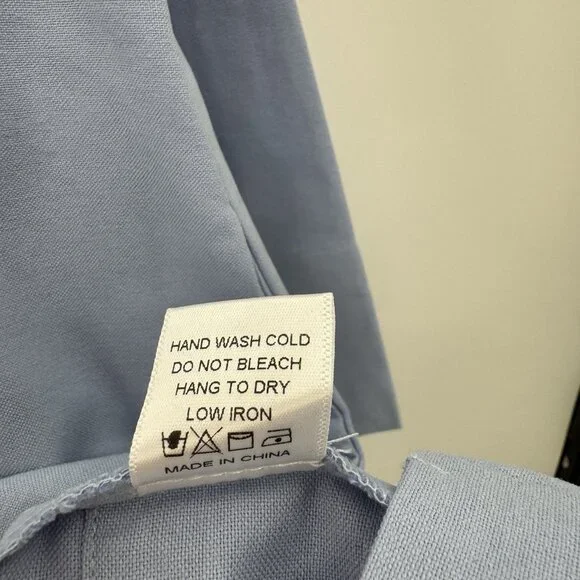 HAND WASH COLD
DO NOT BLEACH
HANG TO DRY
LOW IRON
MADE IN CHINA